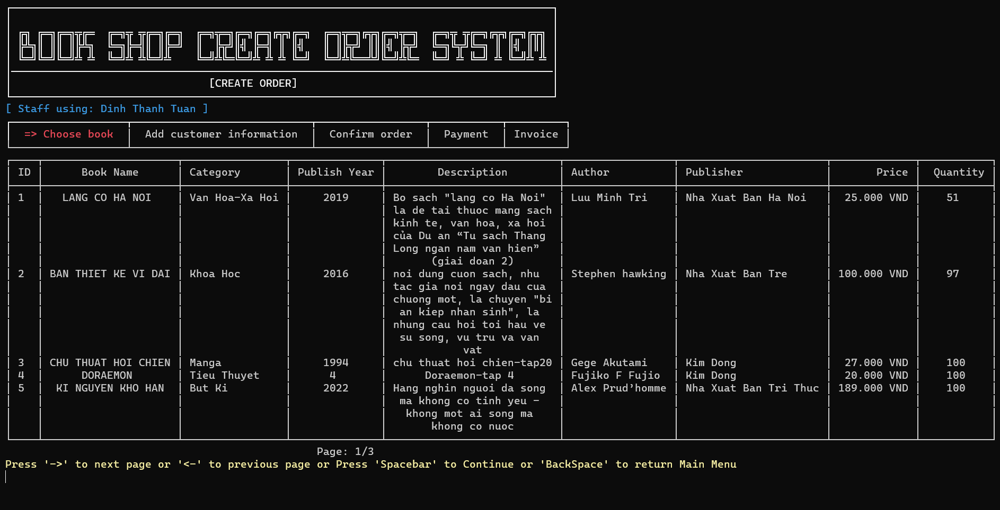 BOOK SHOP CREATE ORDER SYSTEM
[CREATE ORDER]
[ Staff using: Dinh Thanh Tuan ]
=> Choose book Add customer information Confirm order Payment Invoice
ID Book Name Category Publish Year Description Author Publisher Price Quantity
1 LANG CO HA NOI Van Hoa-Xa Hoi 2019 Bo sach "lang co Ha Noi" Luu Minh Tri Nha Xuat Ban Ha Noi 25.000 VND 51
la de tai thuoc mang sach
kinh te, van hoa, xa hoi
của Du an “Tu sach Thang
Long ngan nam van hien”
(giai doan 2)
2 BAN THIET KE VI DAI Khoa Hoc 2016 noi dung cuon sach, nhu Stephen hawking Nha Xuat Ban Tre 100.000 VND 97
tac gia noi ngay dau cua
chuong mot, la chuyen "bi
an kiep nhan sinh", la
nhung cau hoi toi hau ve
su song, vu tru va van
vat
3 CHU THUAT HOI CHIEN Manga 1994 chu thuat hoi chien-tap20 Gege Akutami Kim Dong 27.000 VND 100
4 DORAEMON Tieu Thuyet 4 Doraemon-tap 4 Fujiko F Fujio Kim Dong 20.000 VND 100
5 KI NGUYEN KHO HAN But Ki 2022 Hang nghin nguoi da song Alex Prud’homme Nha Xuat Ban Tri Thuc 189.000 VND 100
ma khong co tinh yeu -
khong mot ai song ma
khong co nuoc
Page: 1/3
Press '->' to next page or '<-' to previous page or Press 'Spacebar' to Continue or 'BackSpace' to return Main Menu